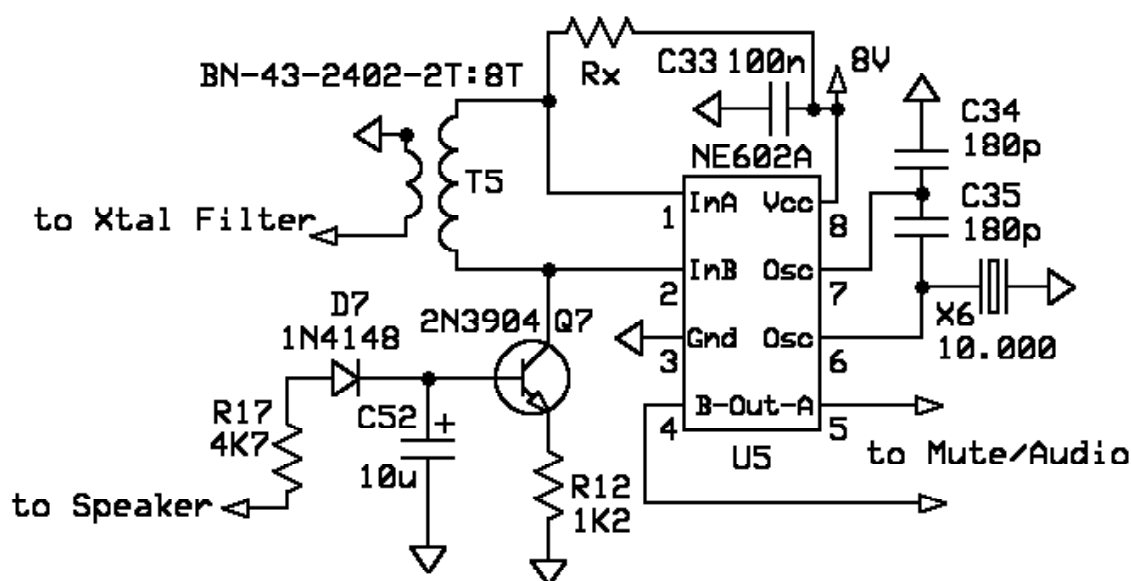 BN-43-2402-2T:8T
Rx
C33 100n
8V
C34
180p
NE602A
T5
1 InA Vcc 8
C35
180p
to Xtal Filter
2 InB Osc 7
D7
1N4148
2N3904 Q7
3 Gnd Osc 6
X6
10.000
R17
4K7
C52
+
10u
4 B-Out-A 5
U5
to Mute/Audio
to Speaker
R12
1K2